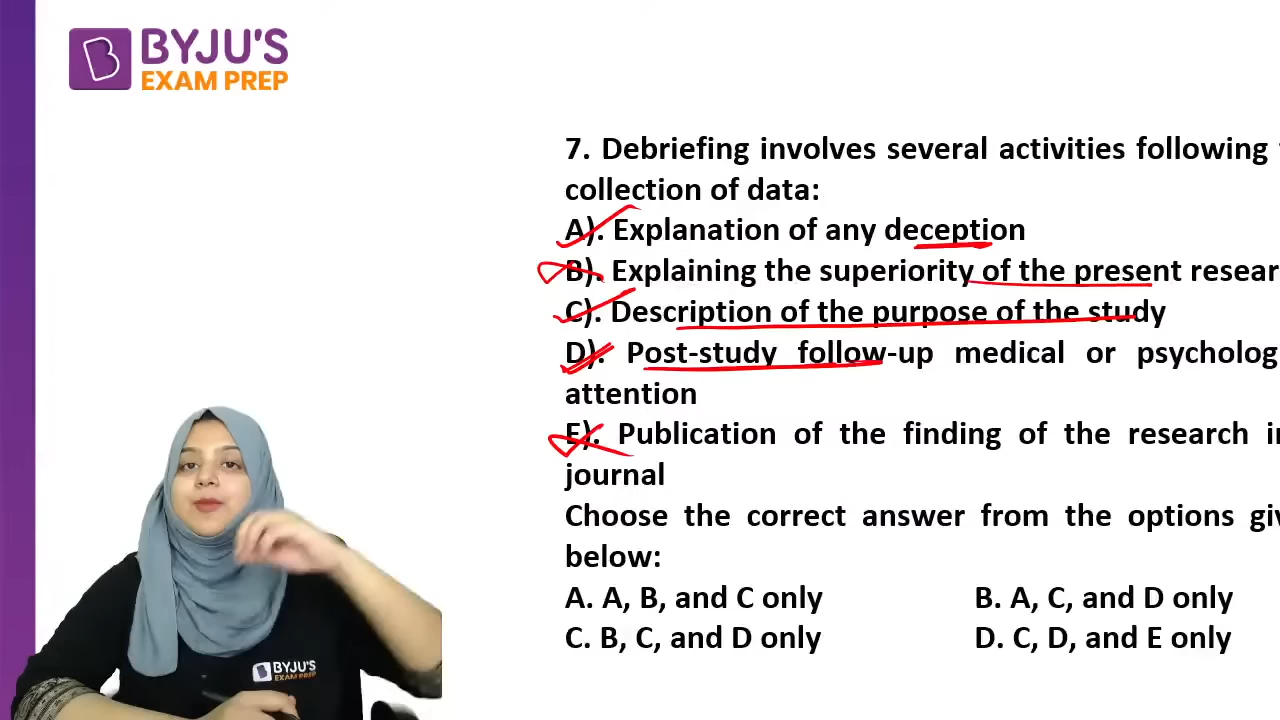 BYJU'S
EXAM PREP
7. Debriefing involves several activities following
collection of data:
A). Explanation of any deception
B). Explaining the superiority of the present
C). Description of the purpose of the study
D). Post-study follow-up medical or
attention
E). Publication of the finding of the research
journal
Choose the correct answer from the options
below:
A. A, B, and C only B. A, C, and D only
C. B, C, and D only D. C, D, and E only
BYJU'S
EXAM PREP